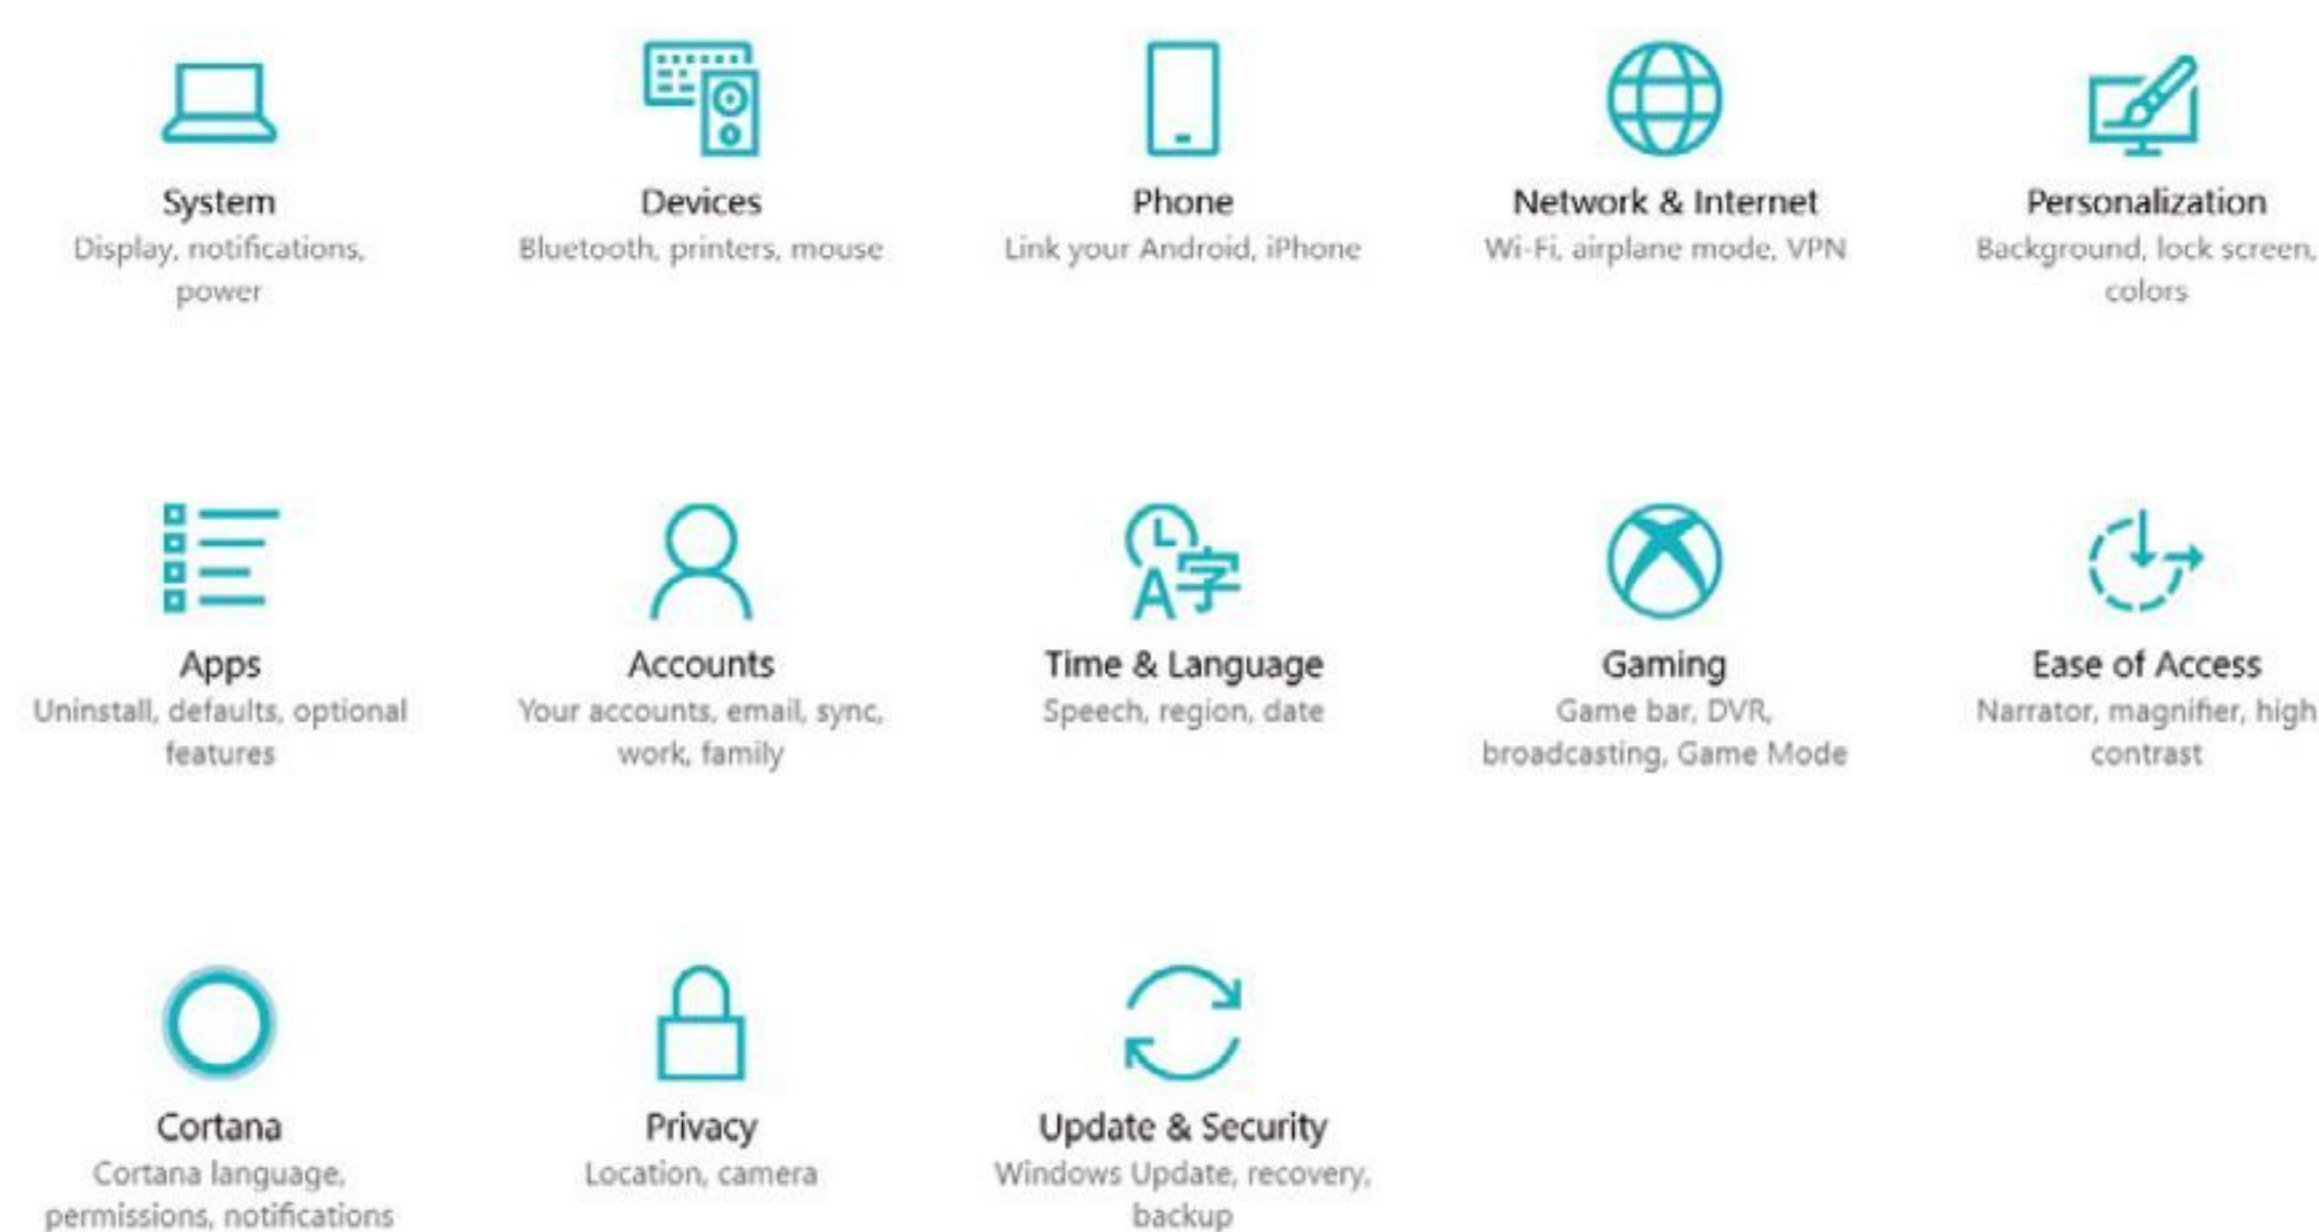 System
Display, notifications,
power
Devices
Bluetooth, printers, mouse
Phone
Link your Android, iPhone
Network & Internet
Wi-Fi, airplane mode, VPN
Personalization
Background, lock screen,
colors
Apps
Uninstall, defaults, optional
features
Accounts
Your accounts, email, sync,
work, family
A字
Time & Language
Speech, region, date
Gaming
Game bar, DVR,
broadcasting, Game Mode
Ease of Access
Narrator, magnifier, high
contrast
Cortana
Cortana language,
permissions, notifications
Privacy
Location, camera
Update & Security
Windows Update, recovery,
backup